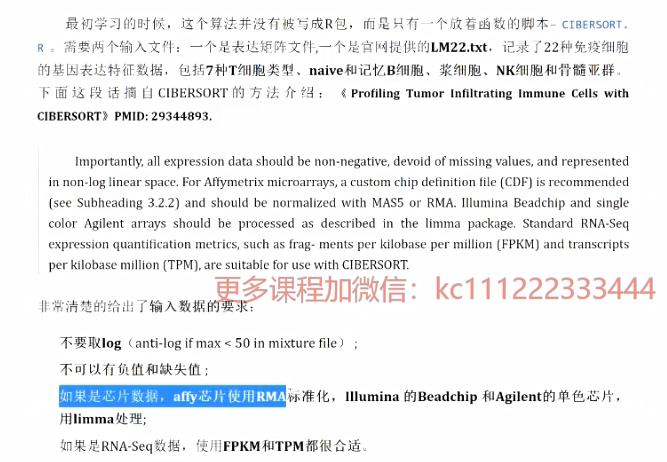 最初学习的时候，这个算法并没有被写成R包，而是只有一个放着函数的脚本– CIBERSORT.
R 。需要两个输入文件：一个是表达矩阵文件,一个是官网提供的LM22.txt，记录了22种免疫细胞
的基因表达特征数据，包括7种T细胞类型、naive和记忆B细胞、浆细胞、NK细胞和骨髓亚群。
下面这段话摘自CIBERSORT的方法介绍：《 Profiling Tumor Infiltrating Immune Cells with
CIBERSORT》PMID: 29344893.
Importantly, all expression data should be non-negative, devoid of missing values, and represented
in non-log linear space. For Affymetrix microarrays, a custom chip definition file (CDF) is recommended
(see Subheading 3.2.2) and should be normalized with MAS5 or RMA. Illumina Beadchip and single
color Agilent arrays should be processed as described in the limma package. Standard RNA-Seq
expression quantification metrics, such as frag- ments per kilobase per million (FPKM) and transcripts
per kilobase million (TPM), are suitable for use with CIBERSORT.
更多课程加微信：kc111222333444
非常清楚的给出了输入数据的要求：
不要取log（anti-log if max < 50 in mixture file）;
不可以有负值和缺失值；
如果是芯片数据，affy芯片使用RMA标准化，Illumina 的Beadchip 和Agilent的单色芯片，
用limma处理;
如果是RNA-Seq数据，使用FPKM和TPM都很合适。